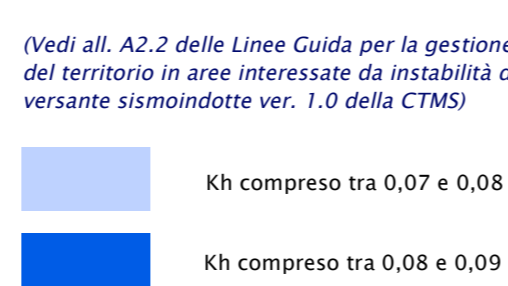 (Vedi all. A2.2 delle Linee Guida per la gestione
del territorio in aree interessate da instabilità
versante sismoindotte ver. 1.0 della CTMS)
Kh compreso tra 0,07 e 0,08
Kh compreso tra 0,08 e 0,09